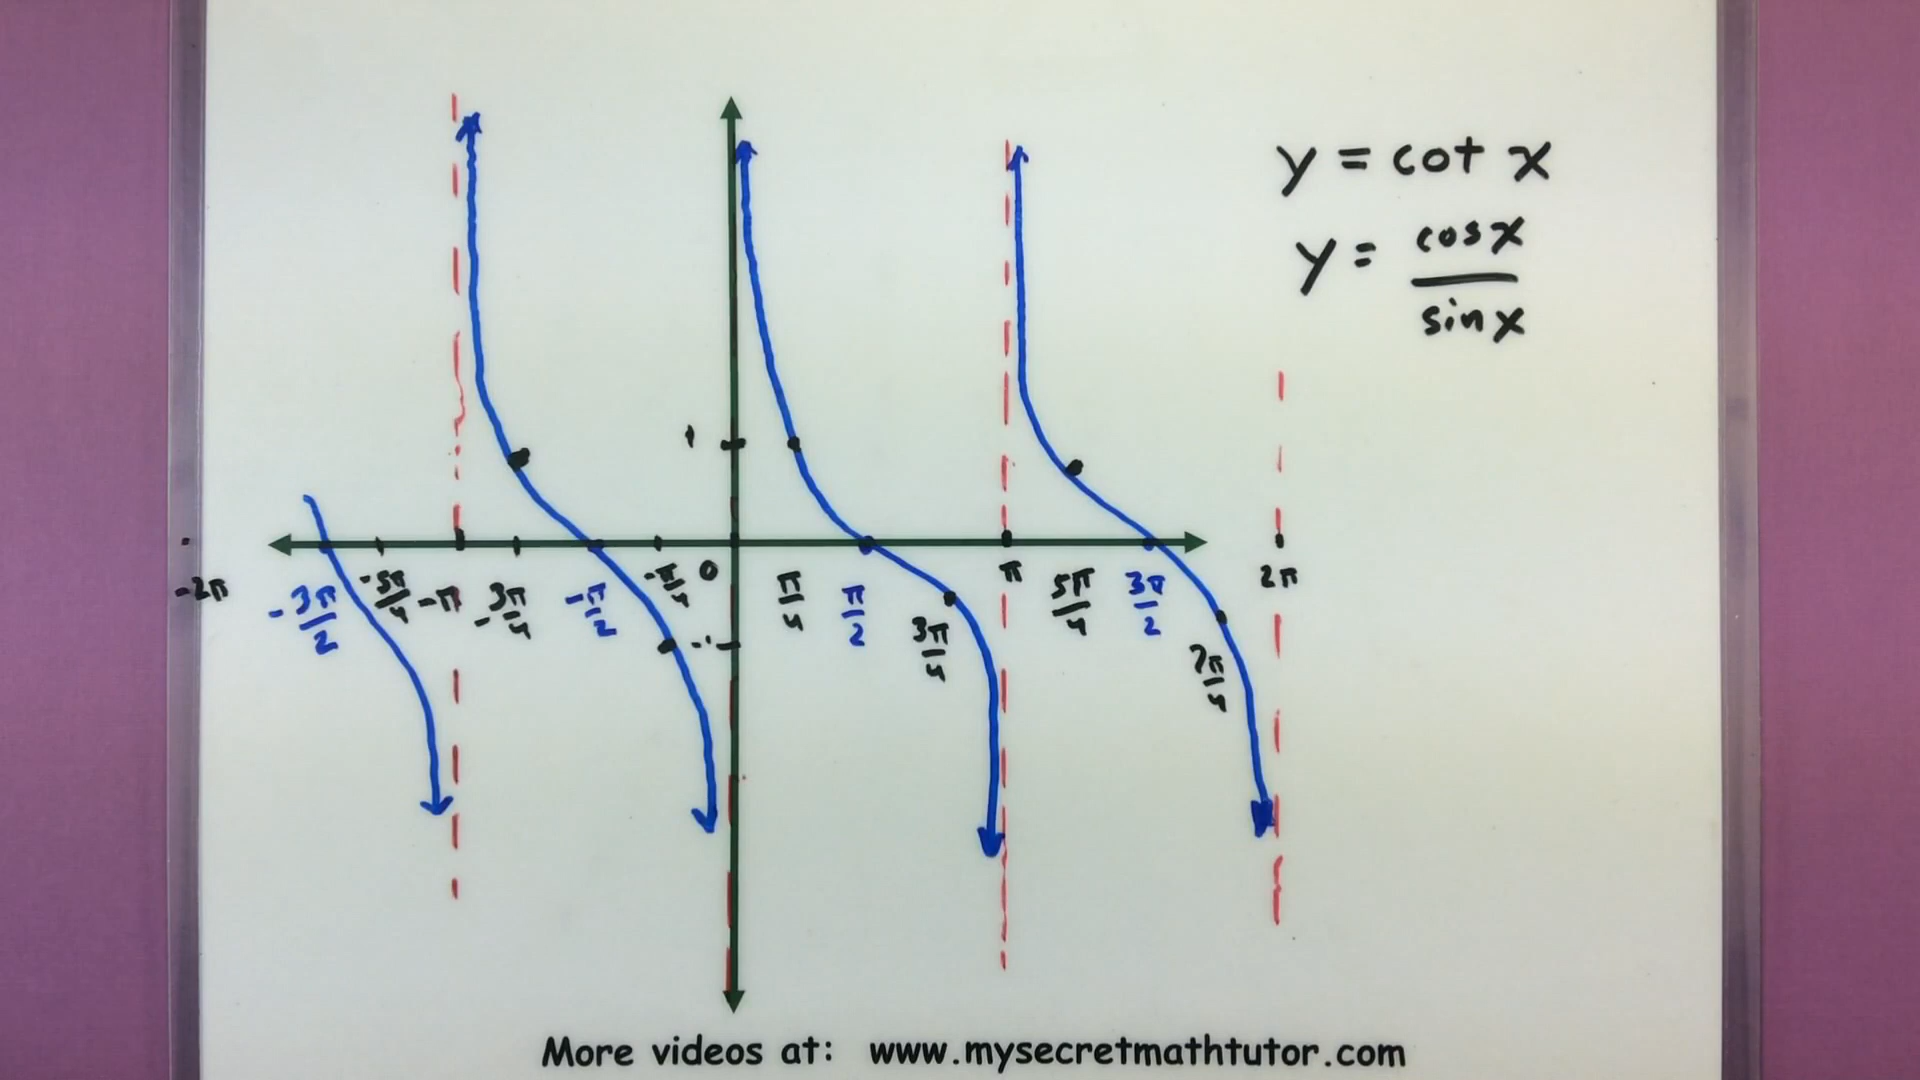 y = cot x
y = cos x / sin x
1
-2π -3π/2 -5π/4 -π -3π/4 -π/2 -π/4 0 π/4 π/2 3π/4 π 5π/4 3π/2 7π/4 2π
-1
More videos at: www.mysecretmathtutor.com